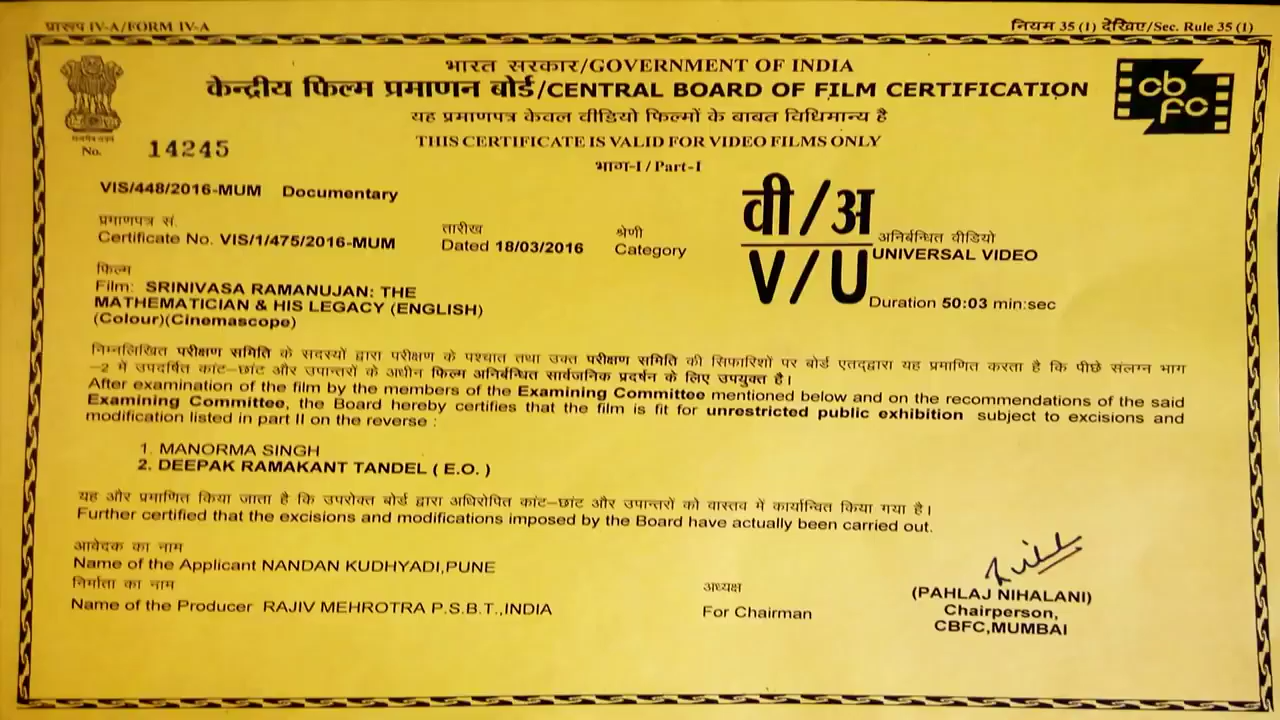 प्रारूप IV-A/FORM IV-A
नियम 35 (1) देखिए/Sec. Rule 35 (1)
भारत सरकार/GOVERNMENT OF INDIA
केन्द्रीय फिल्म प्रमाणन बोर्ड/CENTRAL BOARD OF FILM CERTIFICATION
cb
fc
यह प्रमाणपत्र केवल वीडियो फिल्मों के बाबत विधिमान्य है
THIS CERTIFICATE IS VALID FOR VIDEO FILMS ONLY
सत्यमेव जयते
No. 14245
भाग-I / Part-I
VIS/448/2016-MUM Documentary
वी/अ
V/U
प्रमाणपत्र सं.
Certificate No. VIS/1/475/2016-MUM
तारीख
Dated 18/03/2016
श्रेणी
Category
अनिर्बन्धित वीडियो
UNIVERSAL VIDEO
Duration 50:03 min:sec
फिल्म
Film: SRINIVASA RAMANUJAN: THE
MATHEMATICIAN & HIS LEGACY (ENGLISH)
(Colour)(Cinemascope)
निम्नलिखित परीक्षण समिति के सदस्यों द्वारा परीक्षण के पश्चात तथा उक्त परीक्षण समिति की सिफारिशों पर बोर्ड एतद्द्वारा यह प्रमाणित करता है कि पीछे संलग्न भाग
-2 में उपदर्षित कांट-छांट और उपान्तरों के अधीन फिल्म अनिर्बन्धित सार्वजनिक प्रदर्षन के लिए उपयुक्त है।
After examination of the film by the members of the Examining Committee mentioned below and on the recommendations of the said
Examining Committee, the Board hereby certifies that the film is fit for unrestricted public exhibition subject to excisions and
modification listed in part II on the reverse :
1. MANORMA SINGH
2. DEEPAK RAMAKANT TANDEL ( E.O. )
यह और प्रमाणित किया जाता है कि उपरोक्त बोर्ड द्वारा अधिरोपित कांट-छांट और उपान्तरों को वास्तव में कार्यान्वित किया गया है।
Further certified that the excisions and modifications imposed by the Board have actually been carried out.
आवेदक का नाम
Name of the Applicant NANDAN KUDHYADI,PUNE
निर्माता का नाम
Name of the Producer RAJIV MEHROTRA P.S.B.T.,INDIA
अध्यक्ष
For Chairman
(PAHLAJ NIHALANI)
Chairperson,
CBFC,MUMBAI